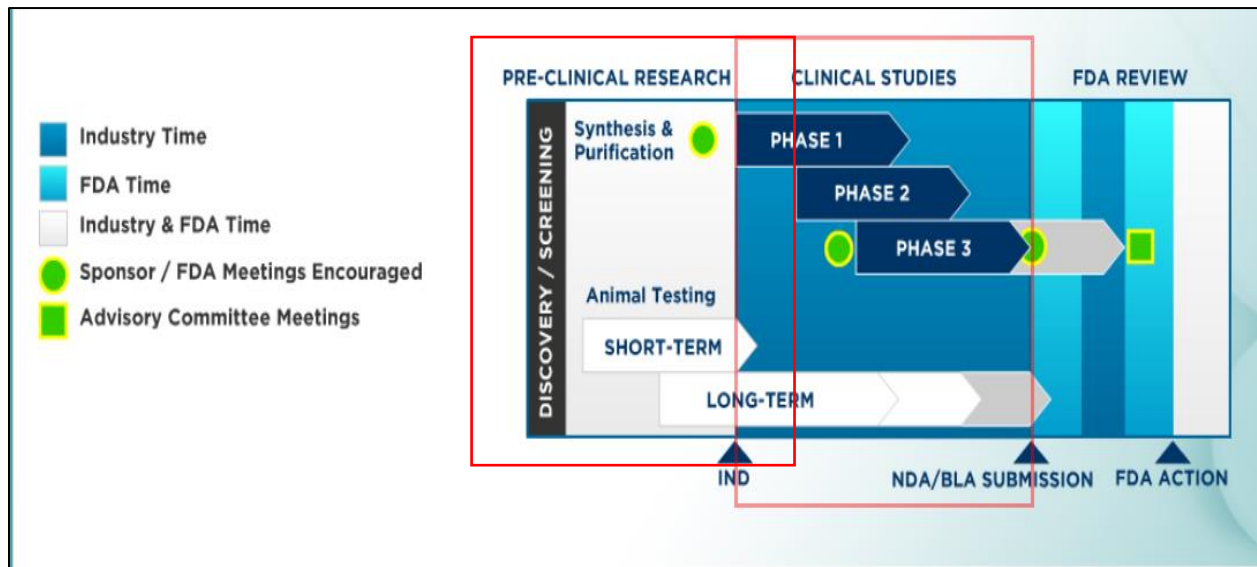 PRE-CLINICAL RESEARCH
CLINICAL STUDIES
FDA REVIEW
Industry Time
FDA Time
Industry & FDA Time
Sponsor / FDA Meetings Encouraged
Advisory Committee Meetings
DISCOVERY / SCREENING
Synthesis &
Purification
PHASE 1
PHASE 2
PHASE 3
Animal Testing
SHORT-TERM
LONG-TERM
IND
NDA/BLA SUBMISSION
FDA ACTION